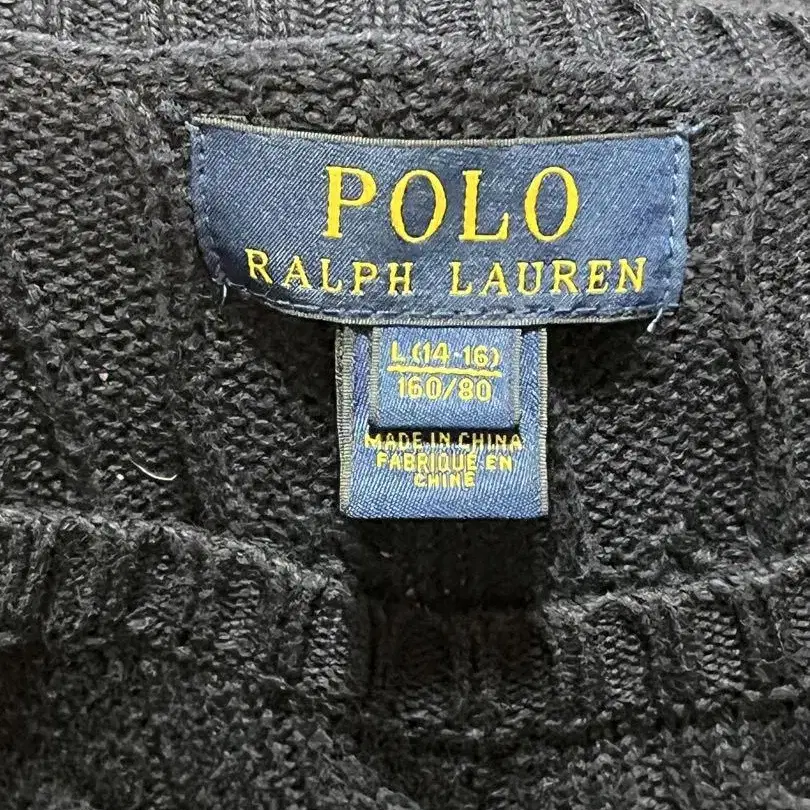 POLO
RALPH LAUREN
L (14-16)
160/80
MADE IN CHINA
FABRIQUÉ EN
CHINE